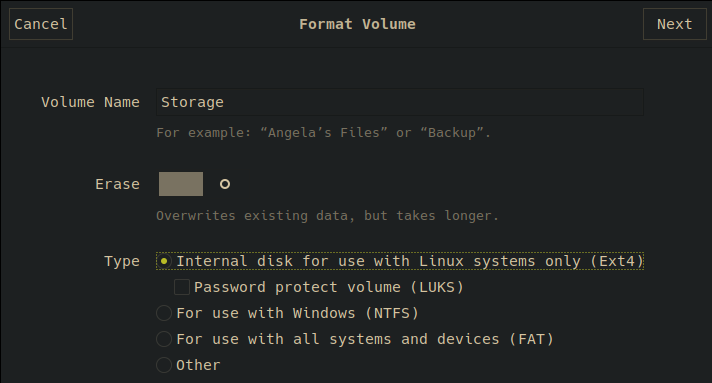 Cancel Format Volume Next
Volume Name Storage
For example: “Angela’s Files” or “Backup”.
Erase
Overwrites existing data, but takes longer.
Type Internal disk for use with Linux systems only (Ext4)
Password protect volume (LUKS)
For use with Windows (NTFS)
For use with all systems and devices (FAT)
Other